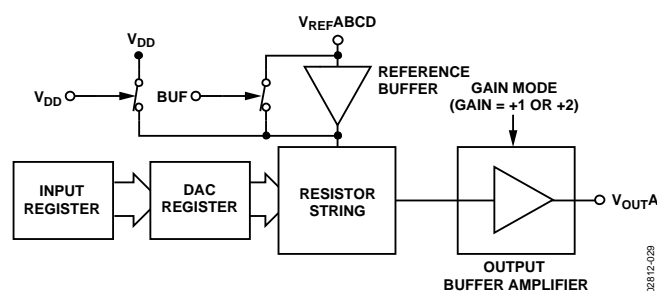 VREFABCD
VDD
REFERENCE
BUFFER
GAIN MODE
(GAIN = +1 OR +2)
VDD
BUF
INPUT
REGISTER
DAC
REGISTER
RESISTOR
STRING
VOUTA
OUTPUT
BUFFER AMPLIFIER
02812-029